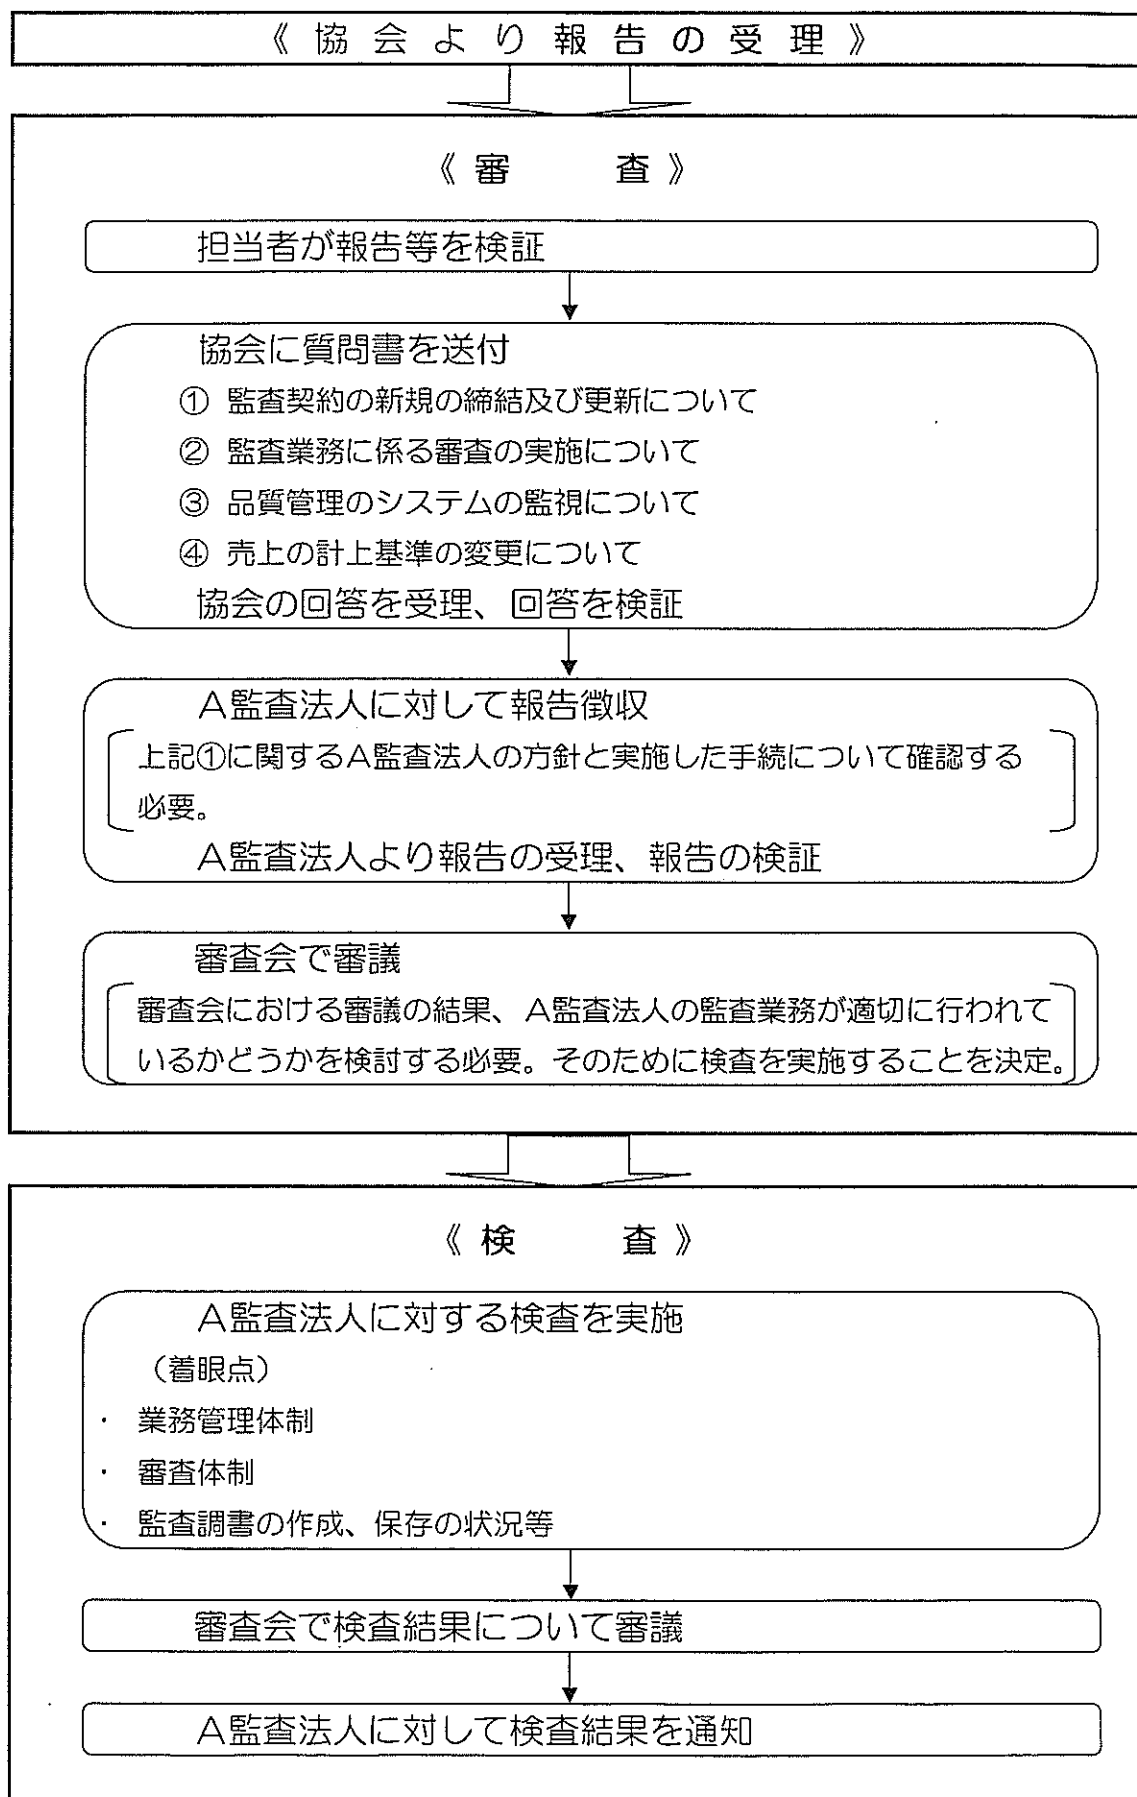 《 協 会 よ り 報 告 の 受 理 》
《 審 査 》
担当者が報告等を検証
協会に質問書を送付
① 監査契約の新規の締結及び更新について
② 監査業務に係る審査の実施について
③ 品質管理のシステムの監視について
④ 売上の計上基準の変更について
協会の回答を受理、回答を検証
A監査法人に対して報告徴収
上記①に関するA監査法人の方針と実施した手続について確認する
必要。
A監査法人より報告の受理、報告の検証
審査会で審議
審査会における審議の結果、A監査法人の監査業務が適切に行われて
いるかどうかを検討する必要。そのために検査を実施することを決定。
《 検 査 》
A監査法人に対する検査を実施
（着眼点）
・ 業務管理体制
・ 審査体制
・ 監査調書の作成、保存の状況等
審査会で検査結果について審議
A監査法人に対して検査結果を通知